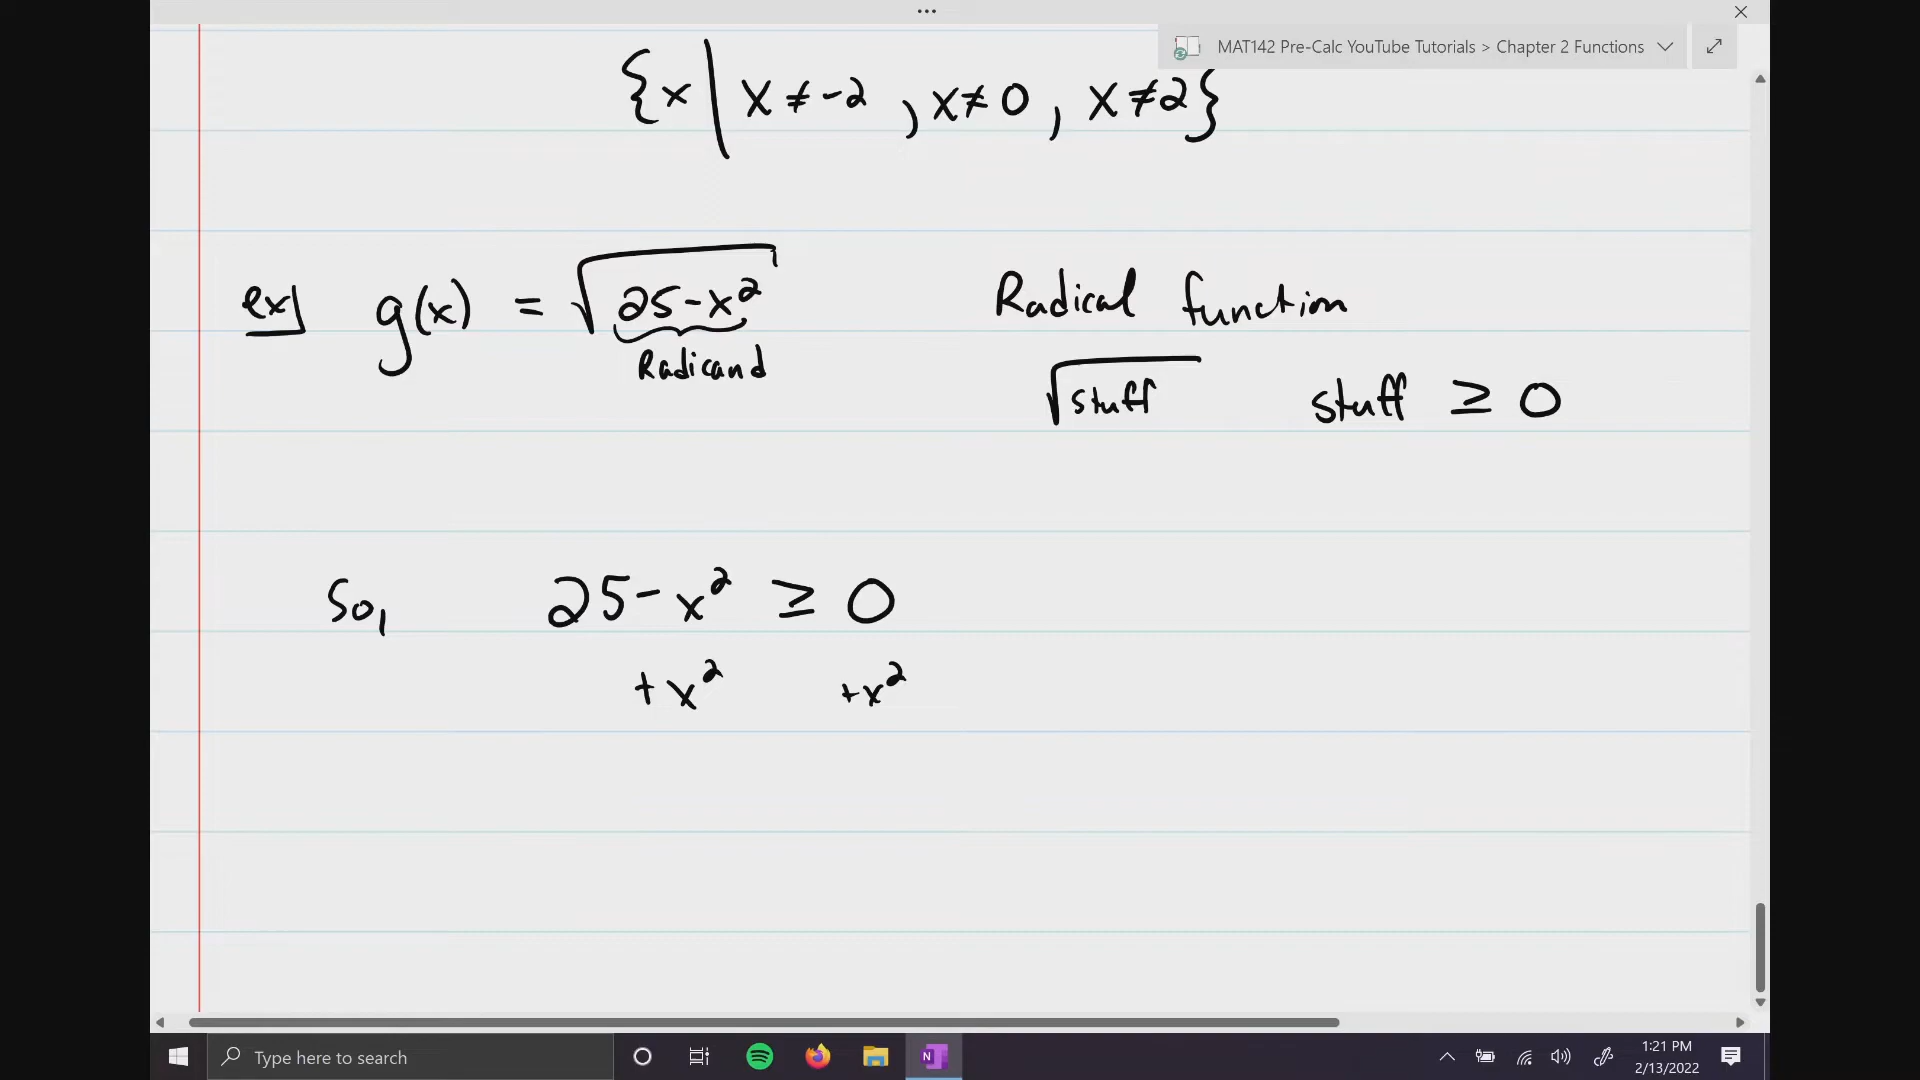 MAT142 Pre-Calc YouTube Tutorials > Chapter 2 Functions
{x | x ≠ -2, x ≠ 0, x ≠ 2}
ex] g(x) = √25-x² Radical function
Radicand
√stuff stuff ≥ 0
So, 25-x² ≥ 0
+x² +x²
Type here to search
1:21 PM
2/13/2022